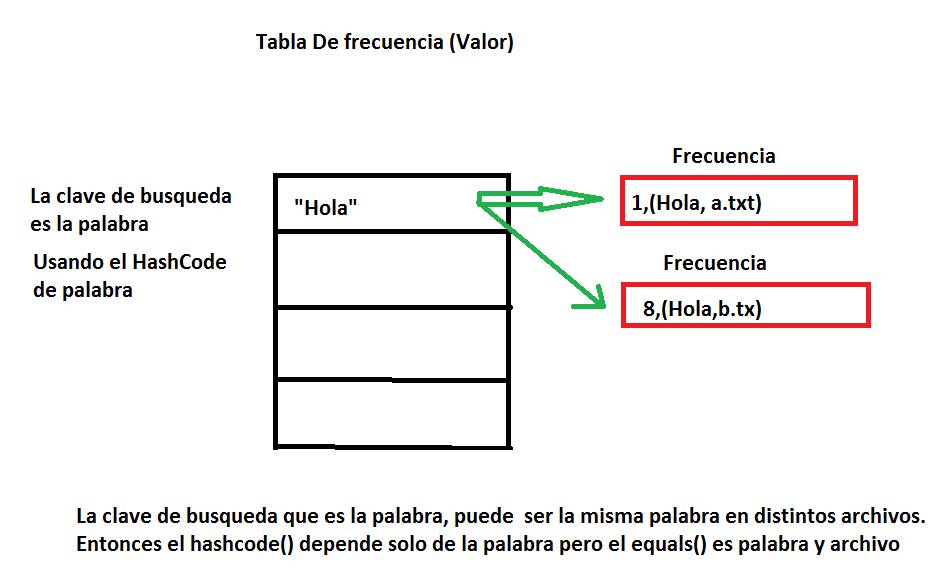 Tabla De frecuencia (Valor)
Frecuencia
La clave de busqueda
es la palabra
"Hola"
1,(Hola, a.txt)
Usando el HashCode
de palabra
Frecuencia
8,(Hola,b.tx)
La clave de busqueda que es la palabra, puede ser la misma palabra en distintos archivos.
Entonces el hashcode() depende solo de la palabra pero el equals() es palabra y archivo